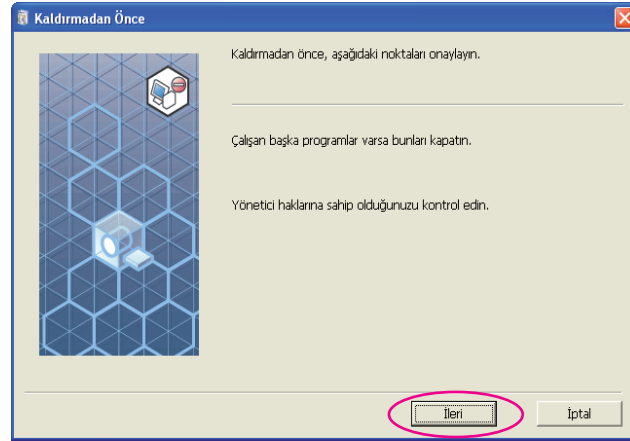 Kaldırmadan Önce
Kaldırmadan önce, aşağıdaki noktaları onaylayın.
Çalışan başka programlar varsa bunları kapatın.
Yönetici haklarına sahip olduğunuzu kontrol edin.
İleri
İptal